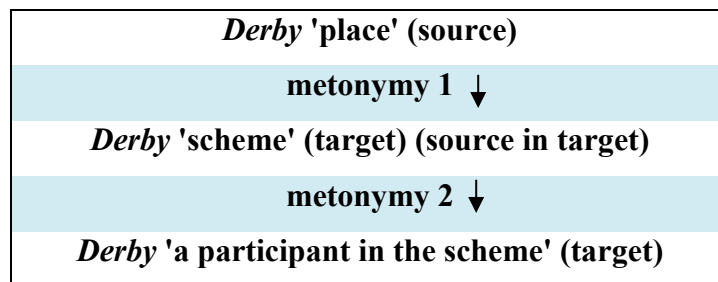 Derby 'place' (source)
metonymy 1 ↓
Derby 'scheme' (target) (source in target)
metonymy 2 ↓
Derby 'a participant in the scheme' (target)